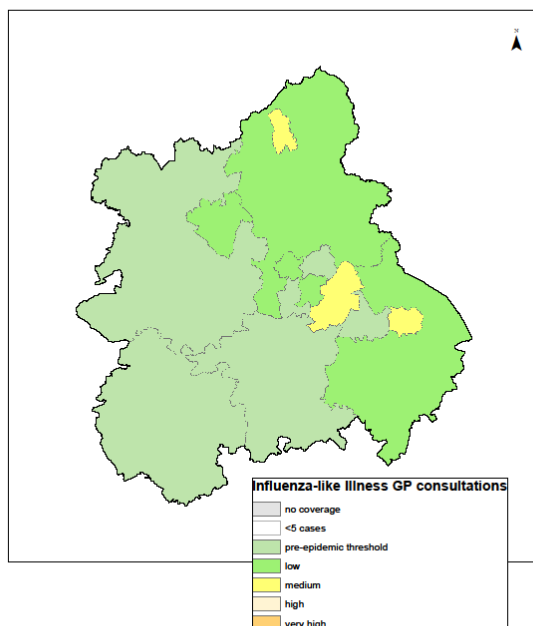 N
Influenza-like Illness GP consultations
no coverage
<5 cases
pre-epidemic threshold
low
medium
high
very high